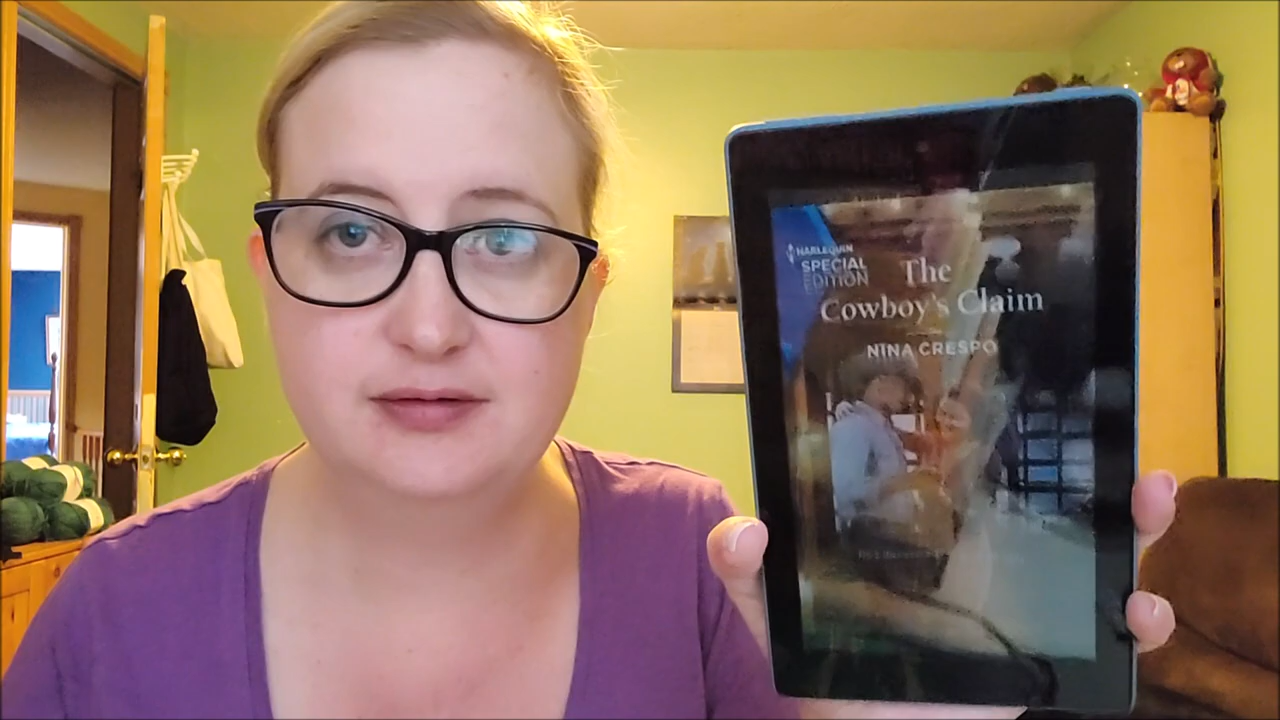 HARLEQUIN
SPECIAL
EDITION
The
Cowboy's Claim
NINA CRESPO